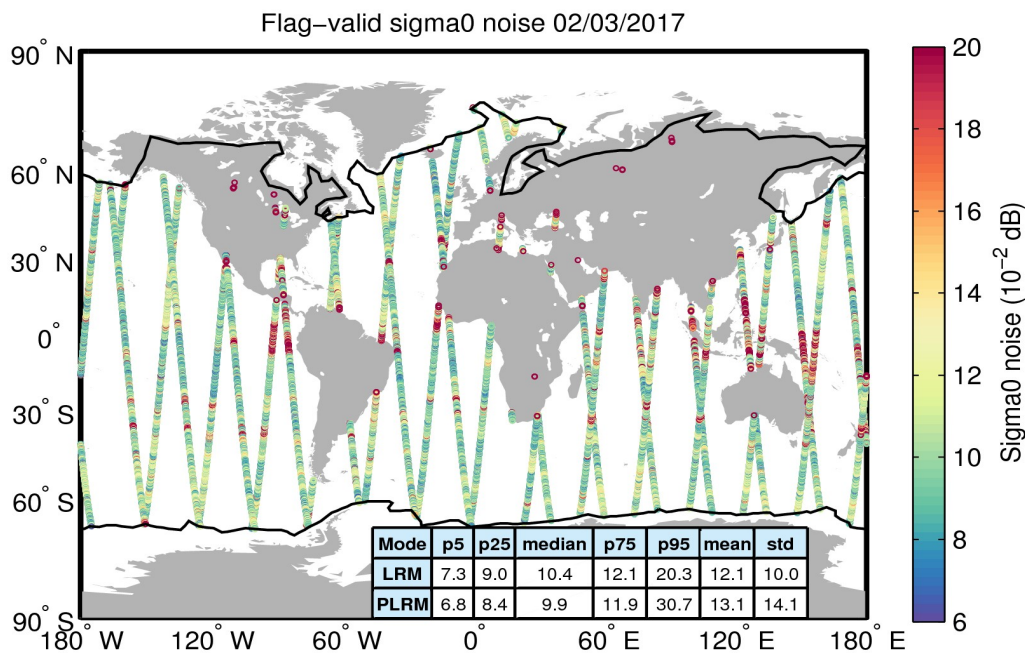 Flag−valid sigma0 noise 02/03/2017
90° N
60° N
30° N
0°
30° S
60° S
90° S
180° W
120° W
60° W
0°
60° E
120° E
180° E
Mode p5 p25 median p75 p95 mean std
LRM 7.3 9.0 10.4 12.1 20.3 12.1 10.0
PLRM 6.8 8.4 9.9 11.9 30.7 13.1 14.1
20
18
16
14
12
10
8
6
Sigma0 noise (10⁻² dB)